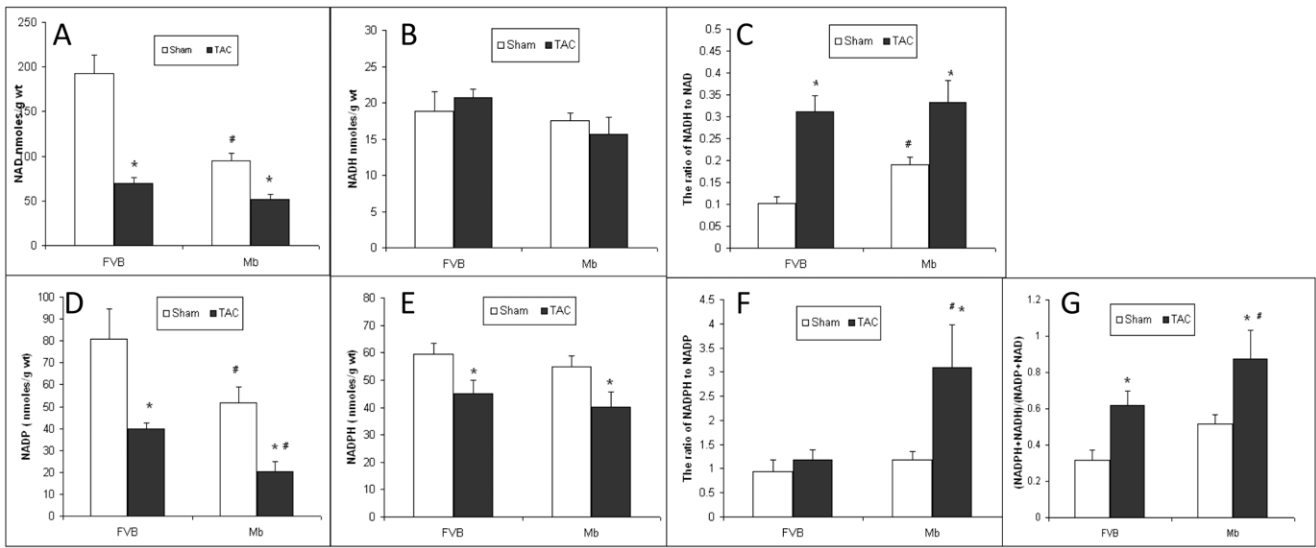 A
Sham TAC
NAD nmoles/g wt
250
200
150
100
50
0
*
#
*
FVB Mb
B
Sham TAC
NADH nmoles/g wt
30
25
20
15
10
5
0
FVB Mb
C
Sham TAC
The ratio of NADH to NAD
0.5
0.45
0.4
0.35
0.3
0.25
0.2
0.15
0.1
0.05
0
*
#
*
FVB Mb
D
Sham TAC
NADP ( nmoles/g wt)
100
90
80
70
60
50
40
30
20
10
0
*
#
* #
FVB Mb
E
Sham TAC
NADPH ( nmoles/g wt)
80
70
60
50
40
30
20
10
0
*
*
FVB Mb
F
Sham TAC
The ratio of NADPH to NADP
4.5
4
3.5
3
2.5
2
1.5
1
0.5
0
# *
FVB Mb
G
Sham TAC
(NADPH+NADH)/(NADP+NAD)
1.2
1
0.8
0.6
0.4
0.2
0
*
* #
FVB Mb